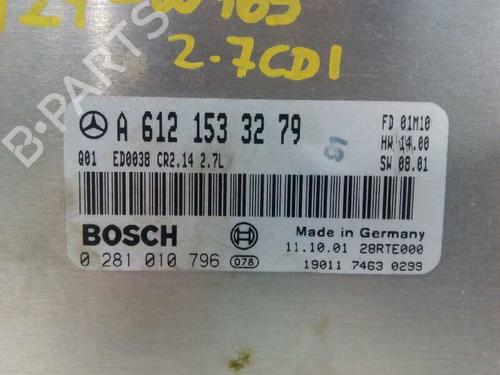 2.7CDI
A 612 153 32 79
FD 01M10
HW 14.00
SW 08.01
Q01 ED0038 CR2.14 2.7L
BOSCH
Made in Germany
11.10.01 28RTE000
0 281 010 796 078
19011 7463 0299
B-PARTS